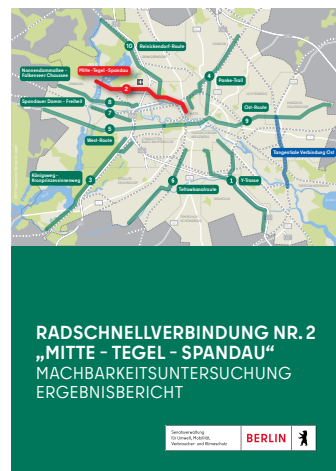 10
Reinickendorf-Route
Nonnendammallee -
Falkenseer Chaussee
Mitte-Tegel-Spandau
2
4
Panke-Trail
Spandauer Damm - Freiheit
8
7
Ost-Route
9
5
West-Route
Tangentiale Verbindung Ost
Königsweg -
Kronprinzessinnenweg
3
6
Teltowkanalroute
1
Y-Trasse
RADSCHNELLVERBINDUNG NR. 2
„MITTE - TEGEL - SPANDAU“
MACHBARKEITSUNTERSUCHUNG
ERGEBNISBERICHT
Senatsverwaltung
für Umwelt, Mobilität,
Verbraucher- und Klimaschutz
BERLIN